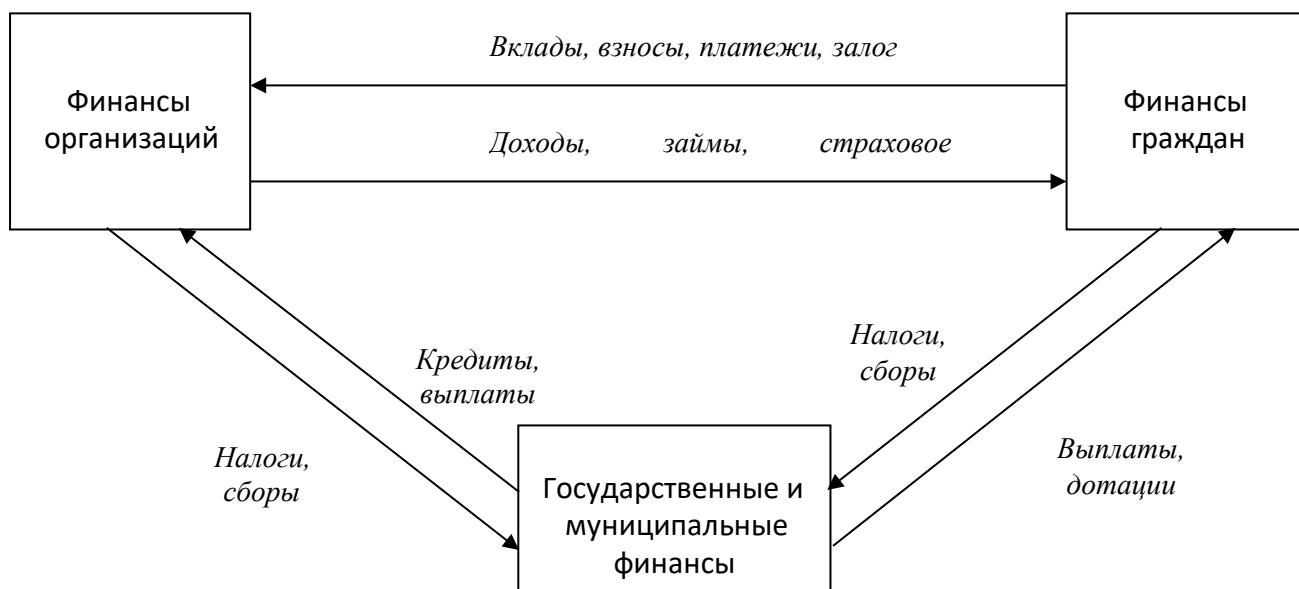 Вклады, взносы, платежи, залог
Финансы
организаций
Финансы
граждан
Доходы, займы, страховое
Налоги,
сборы
Кредиты,
выплаты
Налоги,
сборы
Выплаты,
дотации
Государственные и
муниципальные
финансы